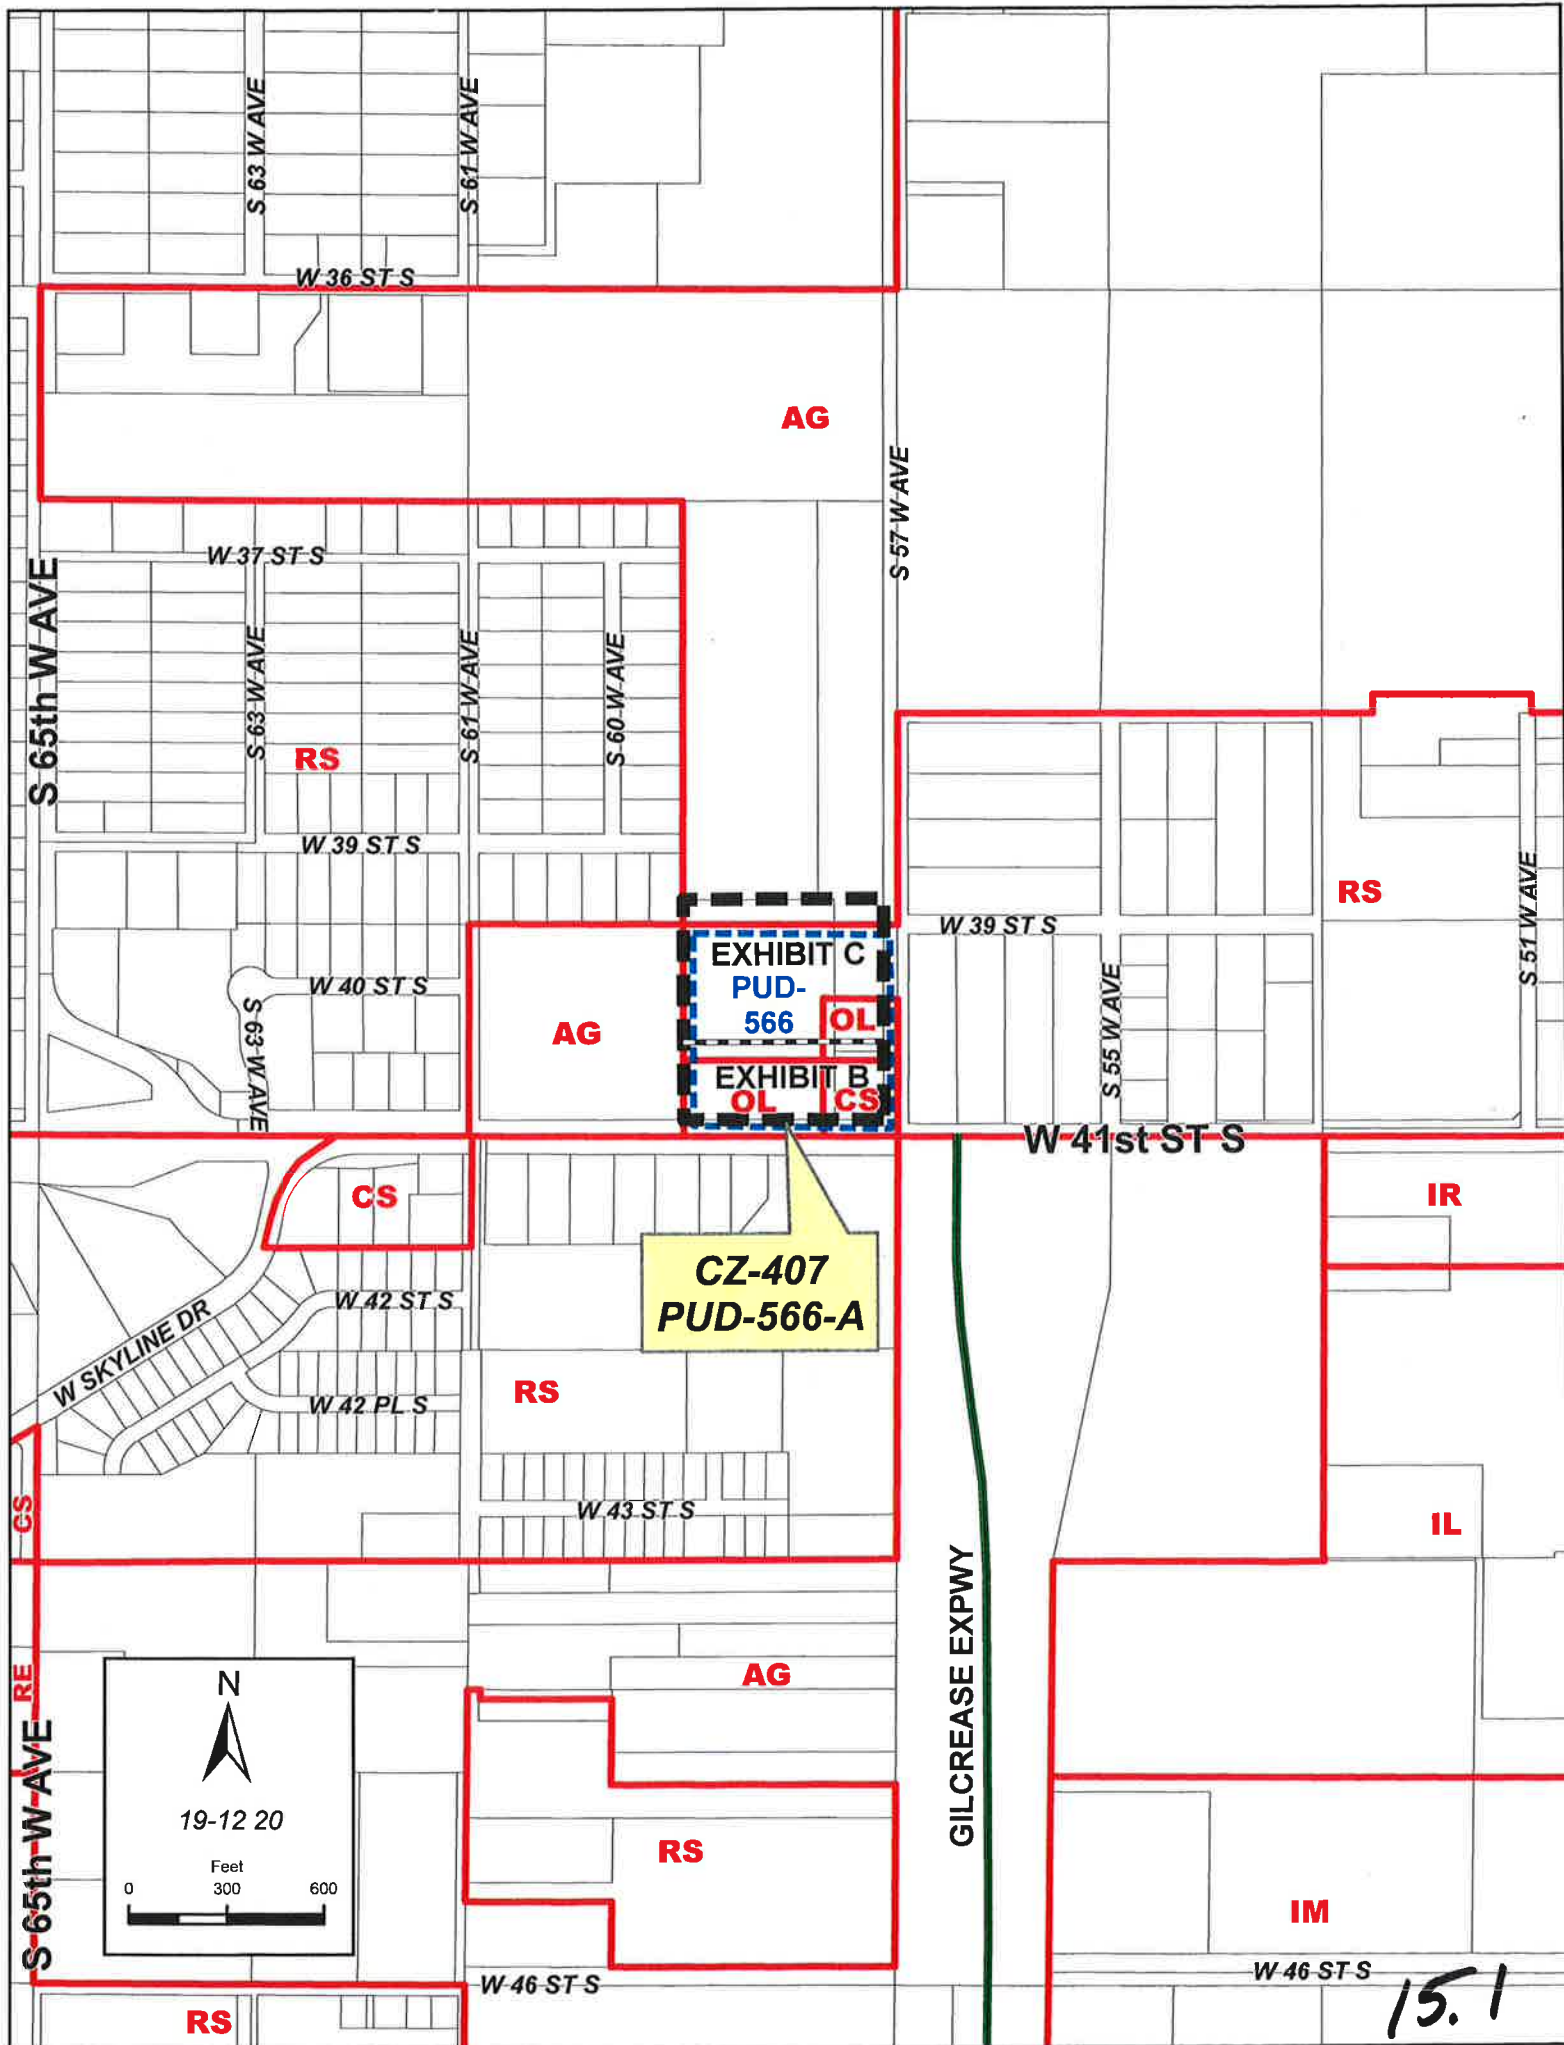 S 63 W AVE
S 61 W AVE
W 36 ST S
AG
S 57 W AVE
W 37 ST S
S 65th W AVE
S 63 W AVE
S 61 W AVE
S 60 W AVE
RS
W 39 ST S
RS
S 51 W AVE
W 39 ST S
EXHIBIT C
PUD-
566
W 40 ST S
S 63 W AVE
AG
OL
S 55 W AVE
EXHIBIT B
OL
CS
W 41st ST S
CS
IR
CZ-407
PUD-566-A
W 42 ST S
W SKYLINE DR
RS
W 42 PL S
CS
W 43 ST S
IL
GILCREASE EXPWY
RE
AG
S 65th W AVE
N
19-12 20
Feet
0 300 600
RS
IM
W 46 ST S
W 46 ST S
RS
15.1